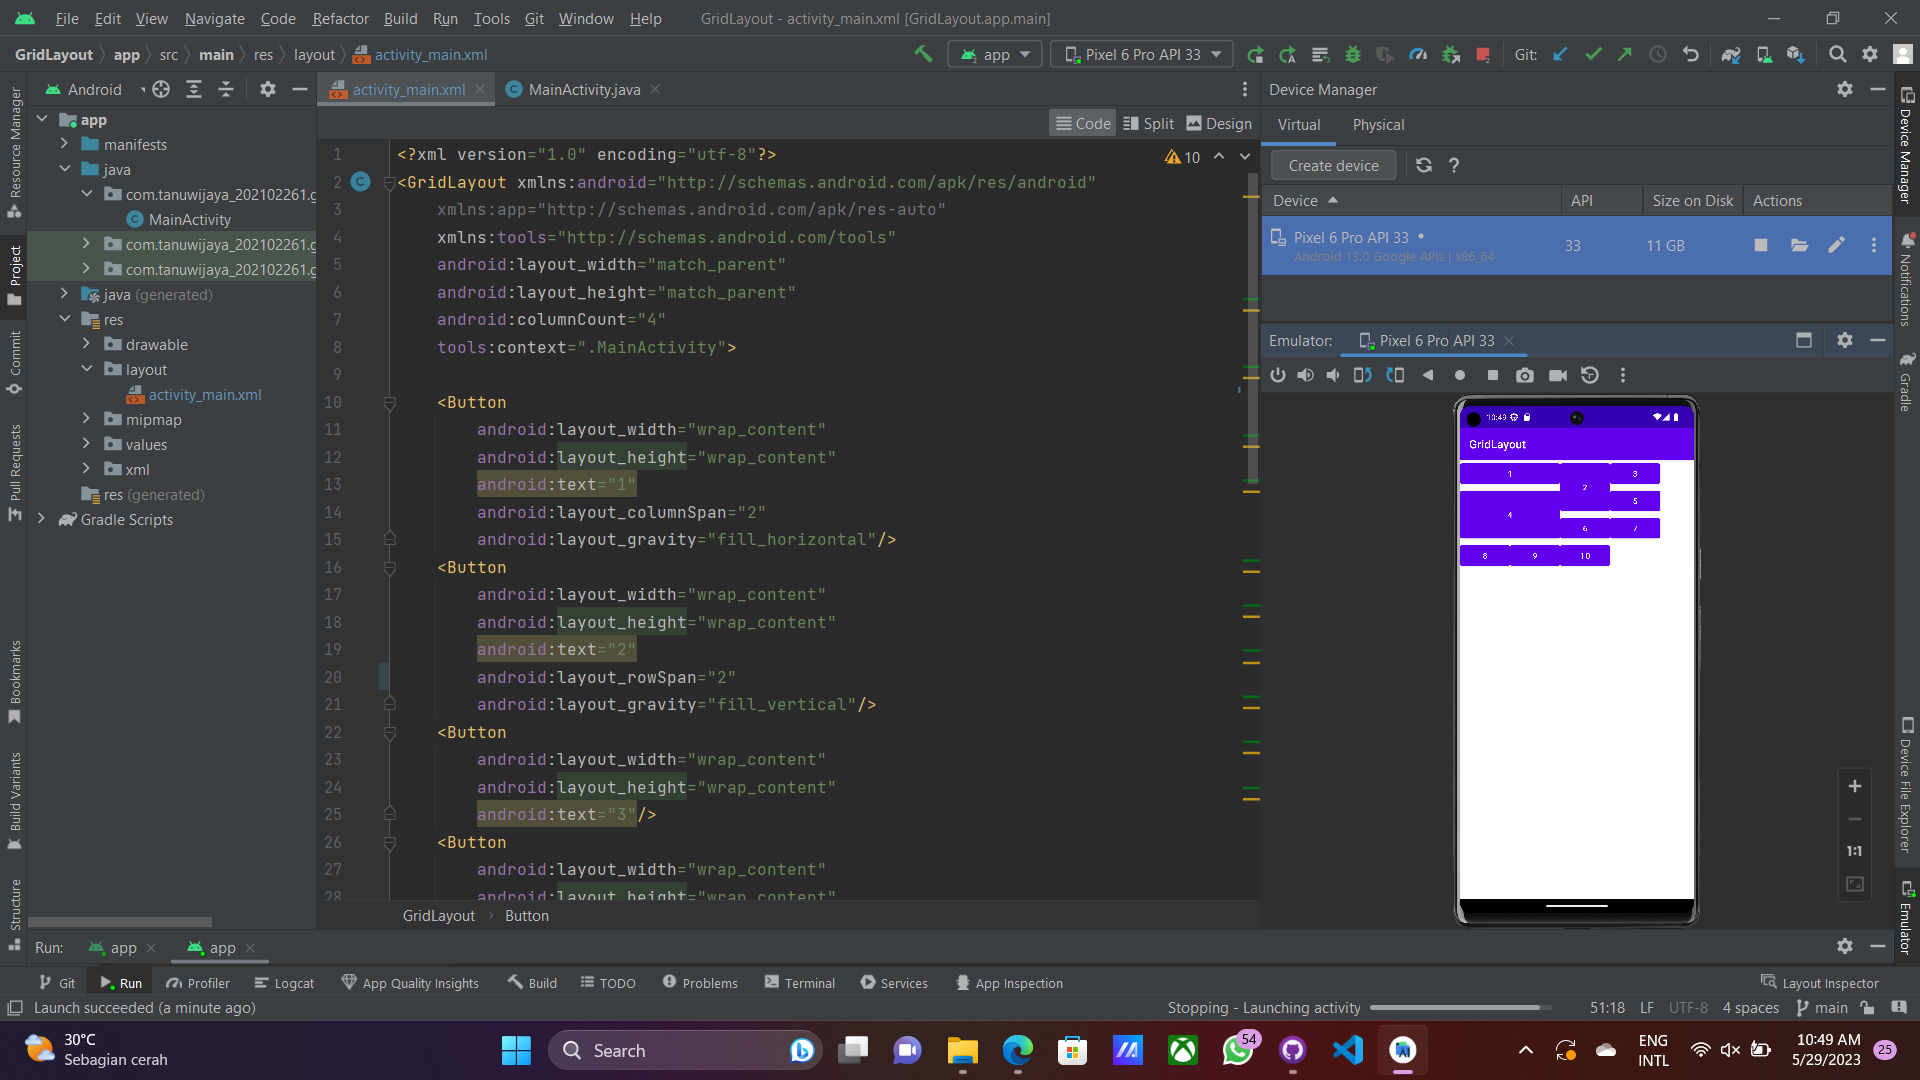 File Edit View Navigate Code Refactor Build Run Tools Git Window Help GridLayout - activity_main.xml [GridLayout.app.main]
GridLayout app src main res layout activity_main.xml app Pixel 6 Pro API 33 Git:
Android activity_main.xml MainActivity.java Device Manager
Code Split Design Virtual Physical
Create device ?
Device API Size on Disk Actions
Pixel 6 Pro API 33 33 11 GB
Android 13.0 Google APIs | x86_64
Emulator: Pixel 6 Pro API 33
Resource Manager
Project
Commit
Pull Requests
Bookmarks
Build Variants
Structure
app
manifests
java
com.tanuwijaya_202102261.g
MainActivity
com.tanuwijaya_202102261.g
com.tanuwijaya_202102261.g
java (generated)
res
drawable
layout
activity_main.xml
mipmap
values
xml
res (generated)
Gradle Scripts
10
1 <?xml version="1.0" encoding="utf-8"?>
2 C <GridLayout xmlns:android="http://schemas.android.com/apk/res/android"
3 xmlns:app="http://schemas.android.com/apk/res-auto"
4 xmlns:tools="http://schemas.android.com/tools"
5 android:layout_width="match_parent"
6 android:layout_height="match_parent"
7 android:columnCount="4"
8 tools:context=".MainActivity">
9
10 <Button
11 android:layout_width="wrap_content"
12 android:layout_height="wrap_content"
13 android:text="1"
14 android:layout_columnSpan="2"
15 android:layout_gravity="fill_horizontal"/>
16 <Button
17 android:layout_width="wrap_content"
18 android:layout_height="wrap_content"
19 android:text="2"
20 android:layout_rowSpan="2"
21 android:layout_gravity="fill_vertical"/>
22 <Button
23 android:layout_width="wrap_content"
24 android:layout_height="wrap_content"
25 android:text="3"/>
26 <Button
27 android:layout_width="wrap_content"
28 android:layout_height="wrap_content"
GridLayout Button
10:49
GridLayout
1 2 3
4 5
6 7
8 9 10
1:1
Device Manager
Notifications
Gradle
Device File Explorer
Emulator
Run: app app
Git Run Profiler Logcat App Quality Insights Build TODO Problems Terminal Services App Inspection Layout Inspector
Launch succeeded (a minute ago) Stopping - Launching activity 51:18 LF UTF-8 4 spaces main
30°C
Sebagian cerah
Search
54
ENG
INTL
10:49 AM
5/29/2023
25